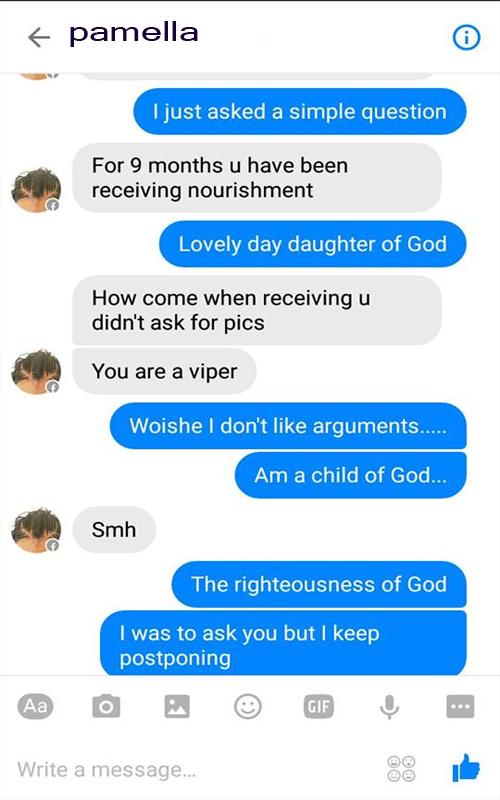 pamella
I just asked a simple question
For 9 months u have been
receiving nourishment
Lovely day daughter of God
How come when receiving u
didn't ask for pics
You are a viper
Woishe I don't like arguments.....
Am a child of God...
Smh
The righteousness of God
I was to ask you but I keep
postponing
Aa
GIF
Write a message...